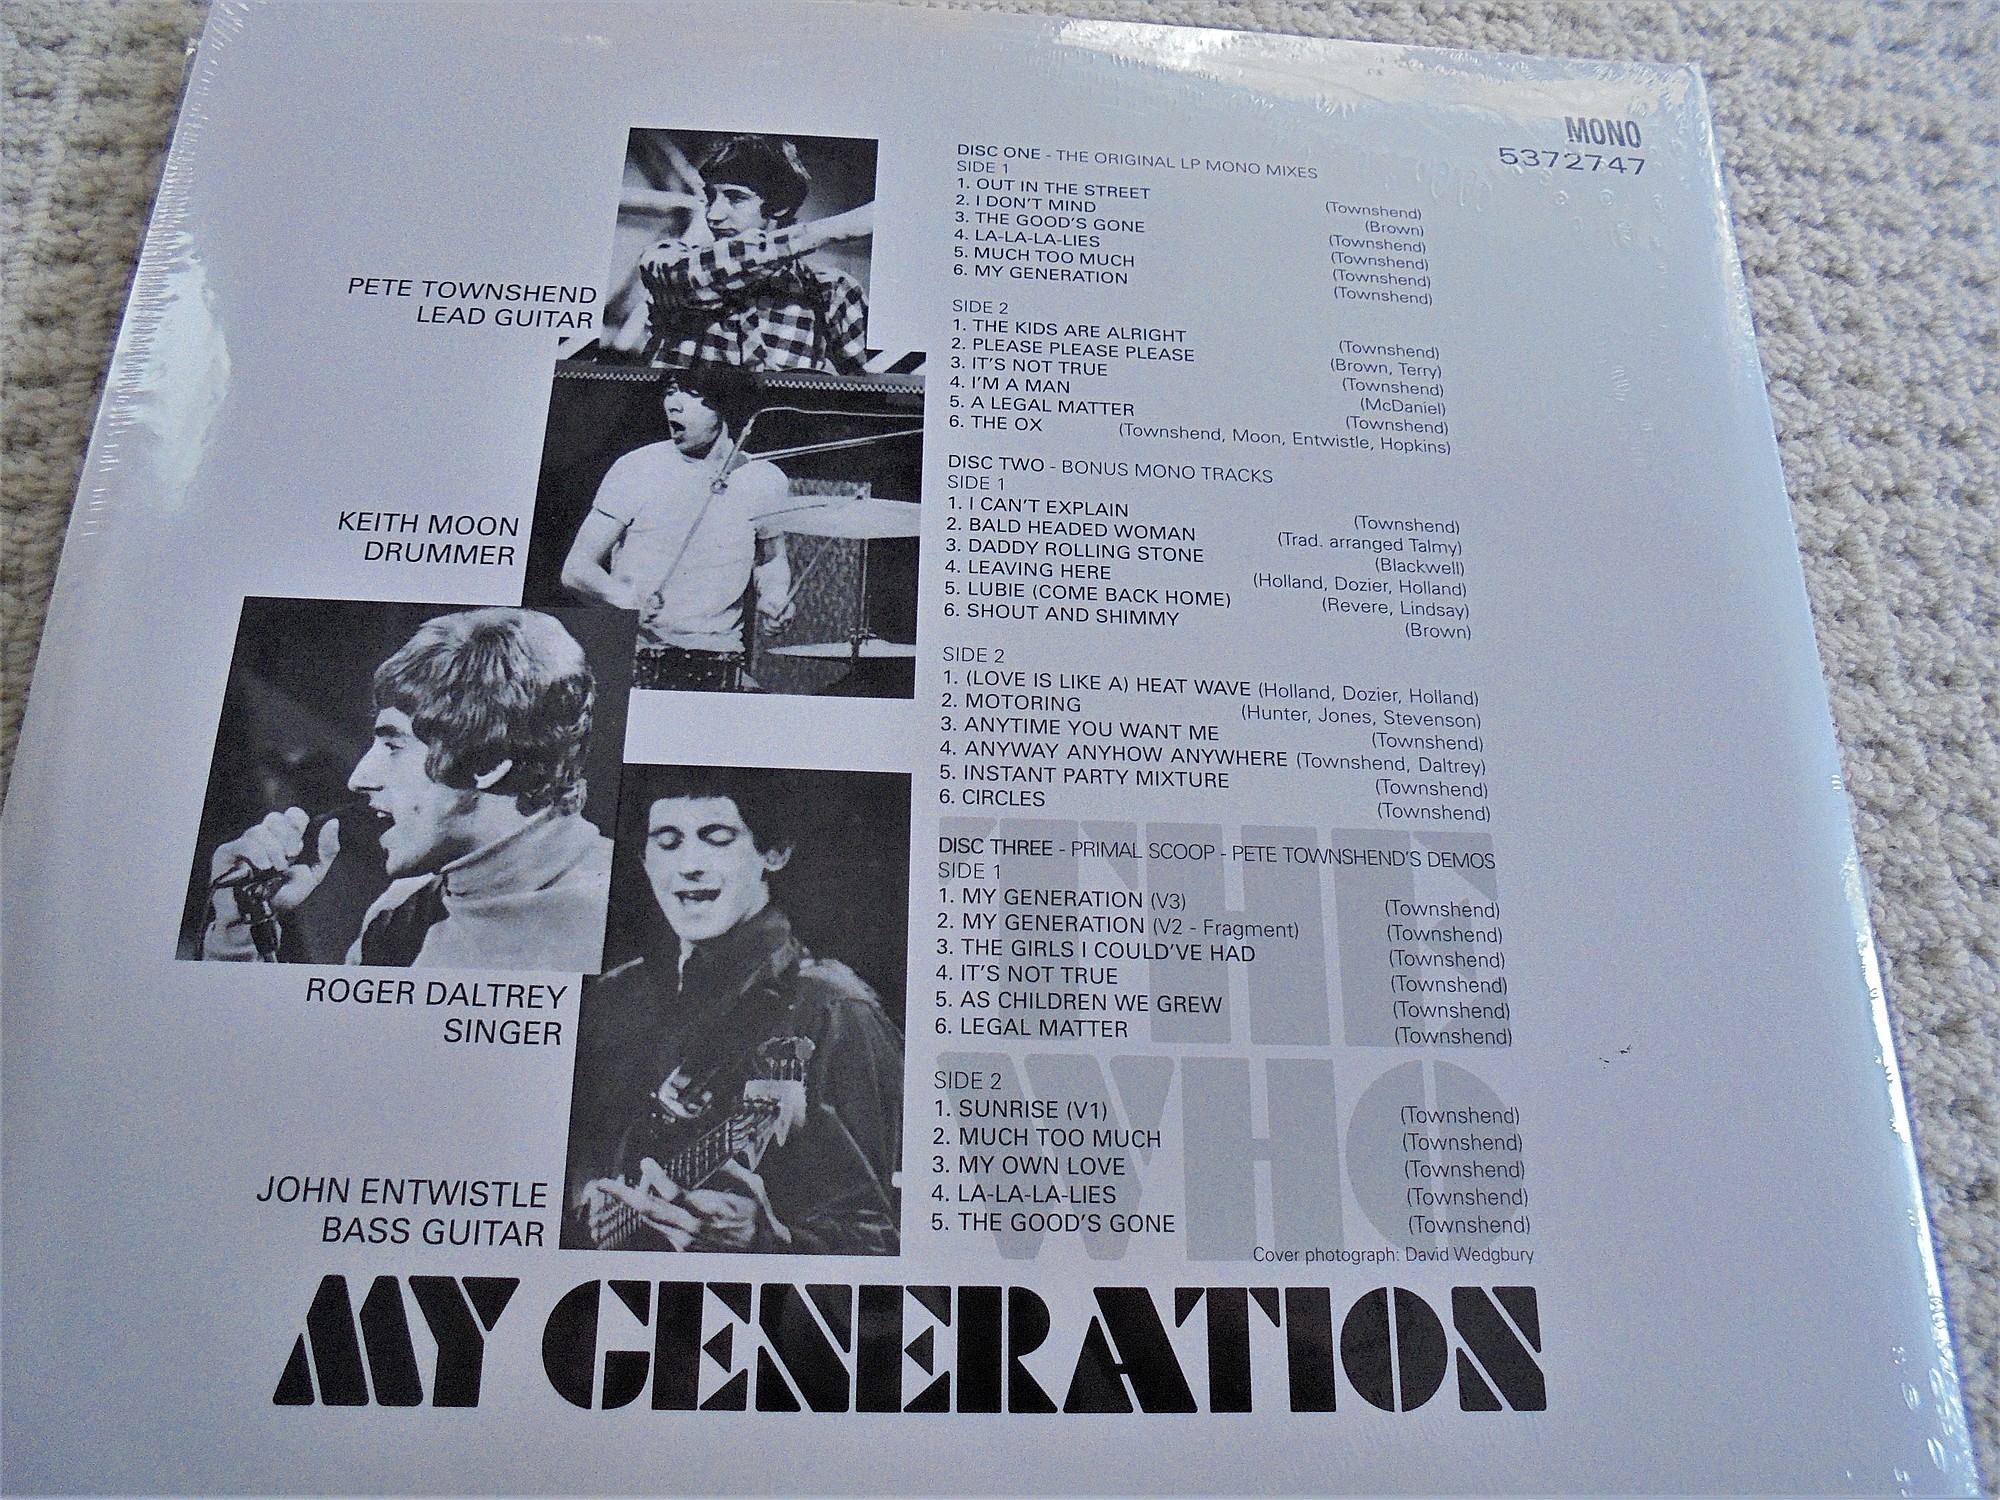 MONO
5372747
PETE TOWNSHEND
LEAD GUITAR
KEITH MOON
DRUMMER
ROGER DALTREY
SINGER
JOHN ENTWISTLE
BASS GUITAR
DISC ONE - THE ORIGINAL LP MONO MIXES
SIDE 1
1. OUT IN THE STREET (Townshend)
2. I DON'T MIND (Brown)
3. THE GOOD'S GONE (Townshend)
4. LA-LA-LA-LIES (Townshend)
5. MUCH TOO MUCH (Townshend)
6. MY GENERATION (Townshend)
SIDE 2
1. THE KIDS ARE ALRIGHT (Townshend)
2. PLEASE PLEASE PLEASE (Brown, Terry)
3. IT'S NOT TRUE (Townshend)
4. I'M A MAN (McDaniel)
5. A LEGAL MATTER (Townshend)
6. THE OX (Townshend, Moon, Entwistle, Hopkins)
DISC TWO - BONUS MONO TRACKS
SIDE 1
1. I CAN'T EXPLAIN (Townshend)
2. BALD HEADED WOMAN (Trad. arranged Talmy)
3. DADDY ROLLING STONE (Blackwell)
4. LEAVING HERE (Holland, Dozier, Holland)
5. LUBIE (COME BACK HOME) (Revere, Lindsay)
6. SHOUT AND SHIMMY (Brown)
SIDE 2
1. (LOVE IS LIKE A) HEAT WAVE (Holland, Dozier, Holland)
2. MOTORING (Hunter, Jones, Stevenson)
3. ANYTIME YOU WANT ME (Townshend)
4. ANYWAY ANYHOW ANYWHERE (Townshend, Daltrey)
5. INSTANT PARTY MIXTURE (Townshend)
6. CIRCLES (Townshend)
DISC THREE - PRIMAL SCOOP - PETE TOWNSHEND'S DEMOS
SIDE 1
1. MY GENERATION (V3) (Townshend)
2. MY GENERATION (V2 - Fragment) (Townshend)
3. THE GIRLS I COULD'VE HAD (Townshend)
4. IT'S NOT TRUE (Townshend)
5. AS CHILDREN WE GREW (Townshend)
6. LEGAL MATTER (Townshend)
SIDE 2
1. SUNRISE (V1) (Townshend)
2. MUCH TOO MUCH (Townshend)
3. MY OWN LOVE (Townshend)
4. LA-LA-LA-LIES (Townshend)
5. THE GOOD'S GONE (Townshend)
THE
WHO
Cover photograph: David Wedgbury
MY GENERATION